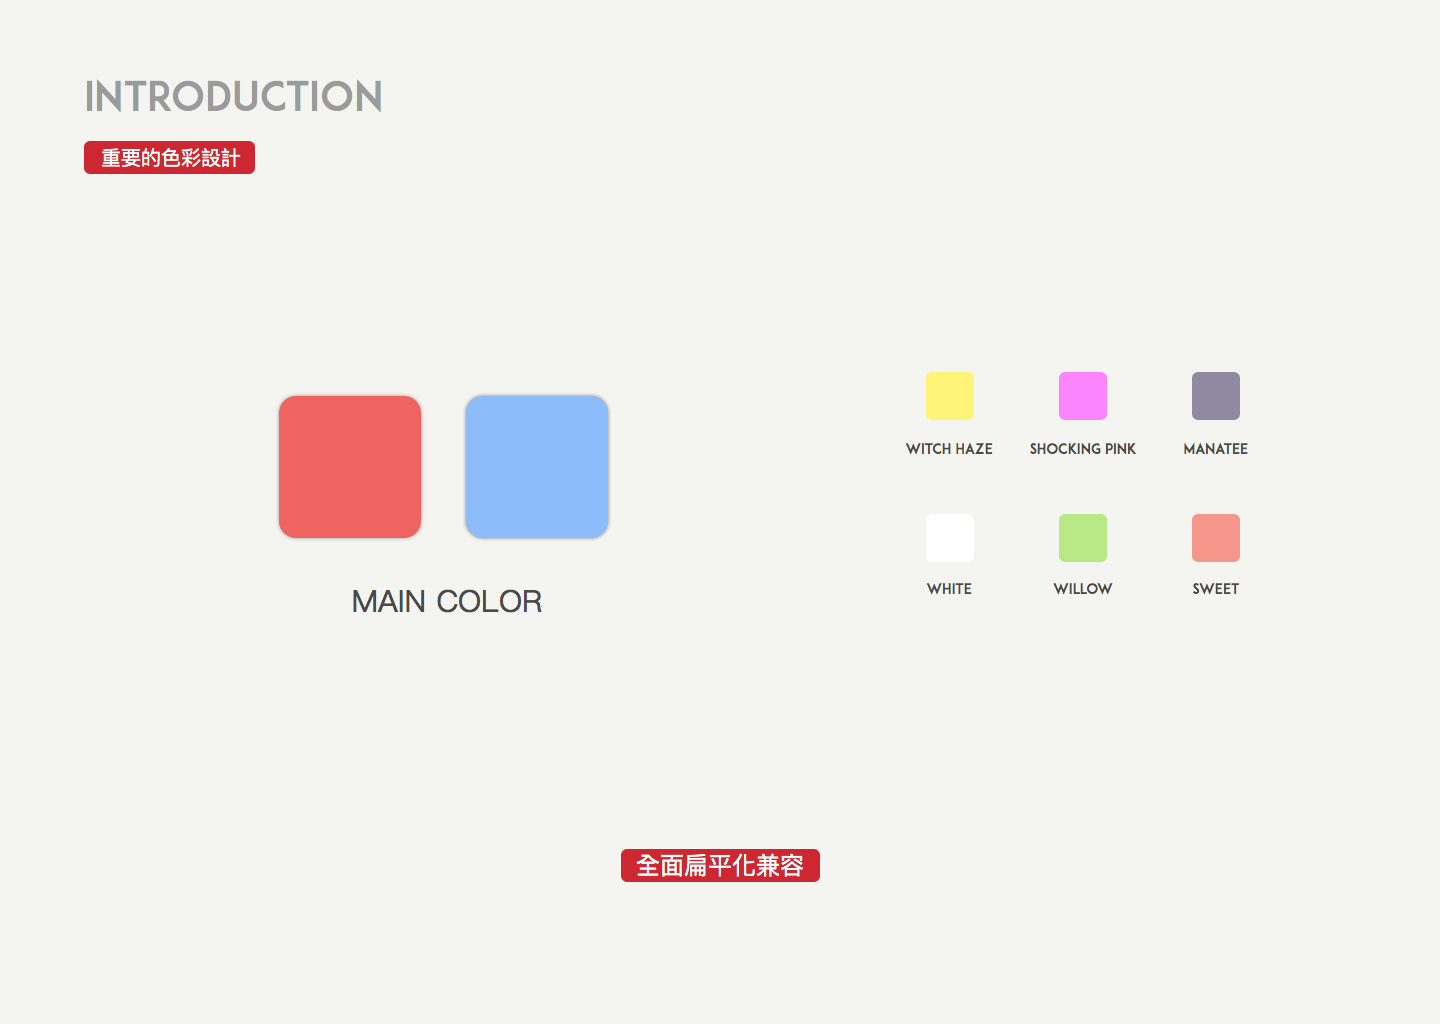 INTRODUCTION
重要的色彩設計
WITCH HAZE
SHOCKING PINK
MANATEE
WHITE
WILLOW
SWEET
MAIN COLOR
全面扁平化兼容